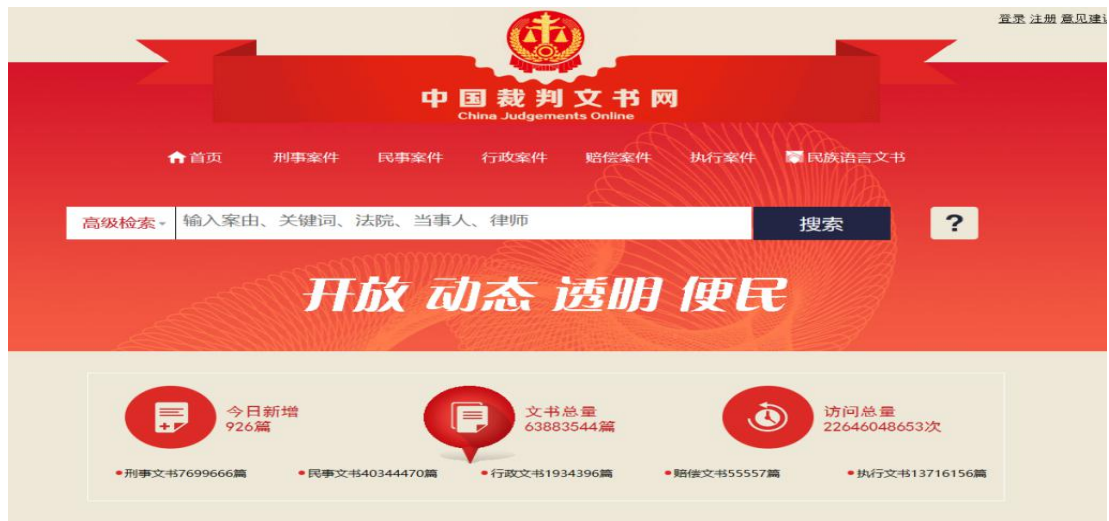 登录 注册 意见建议
中国裁判文书网
China Judgements Online
首页 刑事案件 民事案件 行政案件 赔偿案件 执行案件 民族语言文书
高级检索 输入案由、关键词、法院、当事人、律师 搜索 ?
开放 动态 透明 便民
今日新增
926篇
文书总量
63883544篇
访问总量
22646048653次
刑事文书7699666篇 民事文书40344470篇 行政文书1934396篇 赔偿文书55557篇 执行文书13716156篇